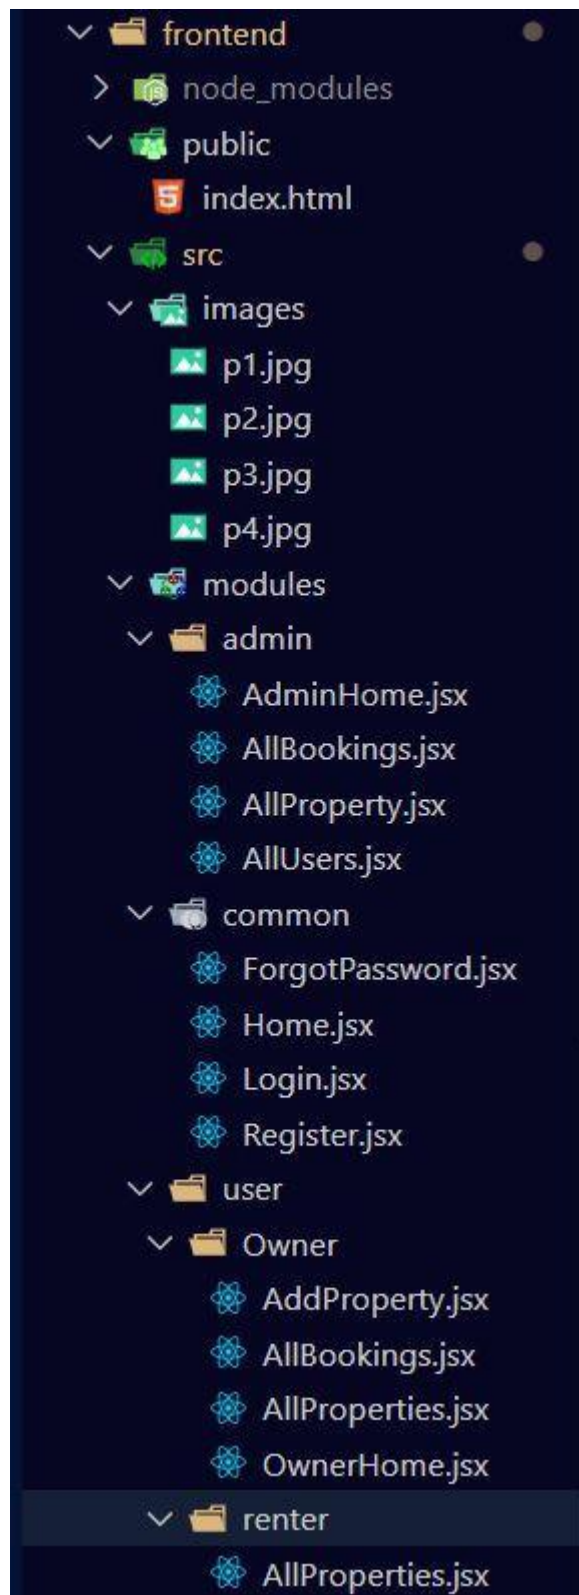 frontend
node_modules
public
index.html
src
images
p1.jpg
p2.jpg
p3.jpg
p4.jpg
modules
admin
AdminHome.jsx
AllBookings.jsx
AllProperty.jsx
AllUsers.jsx
common
ForgotPassword.jsx
Home.jsx
Login.jsx
Register.jsx
user
Owner
AddProperty.jsx
AllBookings.jsx
AllProperties.jsx
OwnerHome.jsx
renter
AllProperties.jsx